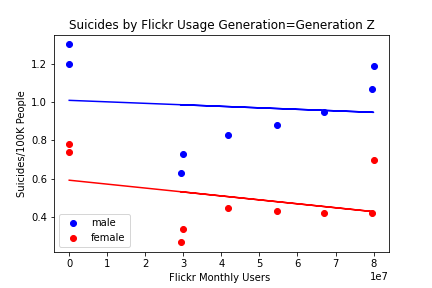 Suicides by Flickr Usage Generation=Generation Z
Suicides/100K People
1.2
1.0
0.8
0.6
0.4
male
female
0 1 2 3 4 5 6 7 8
1e7
Flickr Monthly Users